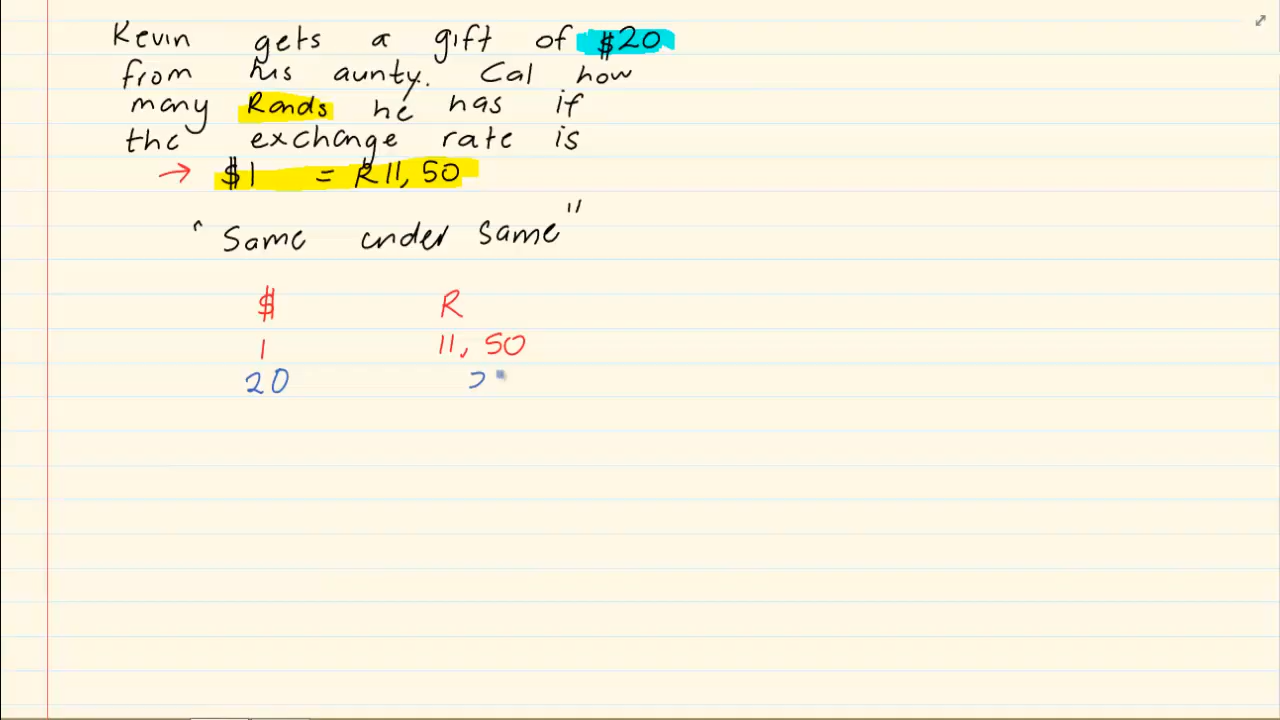 Kevin gets a gift of $20
from his aunty. Cal how
many Rands he has if
the exchange rate is
→ $1 = R11,50
"Same under same"
$ R
1 11,50
20